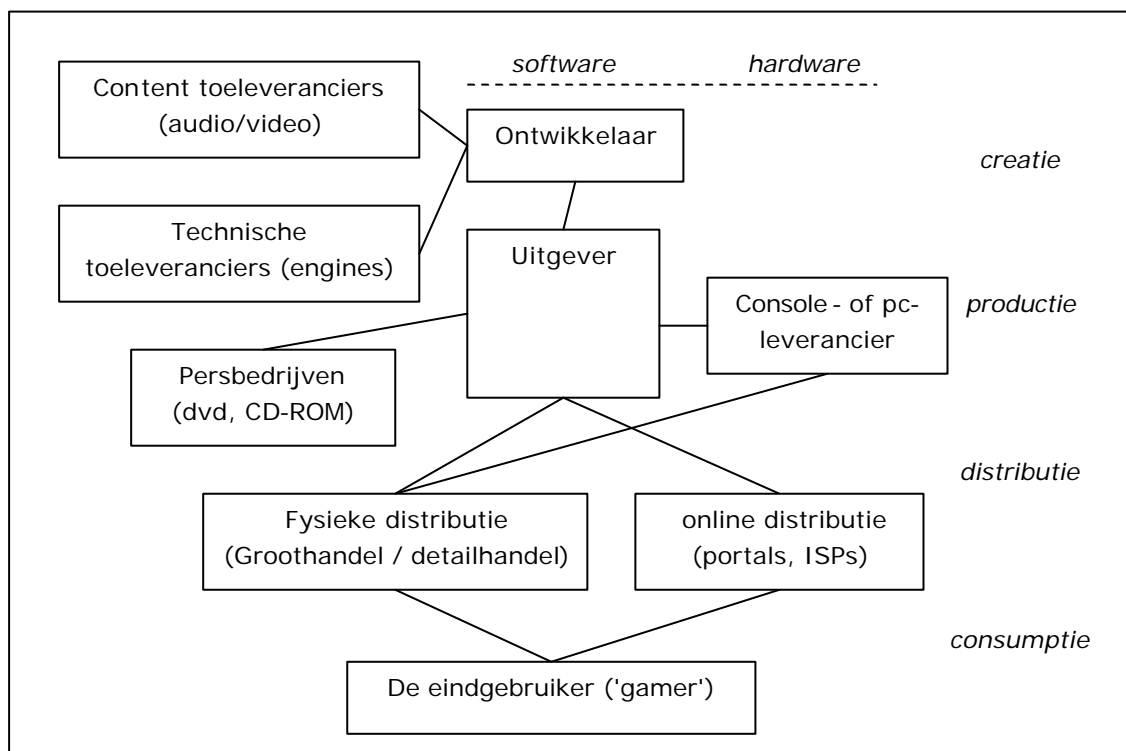 software
hardware
Content toeleveranciers
(audio/video)
Ontwikkelaar
creatie
Technische
toeleveranciers (engines)
Uitgever
Console- of pc-
leverancier
productie
Persbedrijven
(dvd, CD-ROM)
distributie
Fysieke distributie
(Groothandel / detailhandel)
online distributie
(portals, ISPs)
consumptie
De eindgebruiker ('gamer')